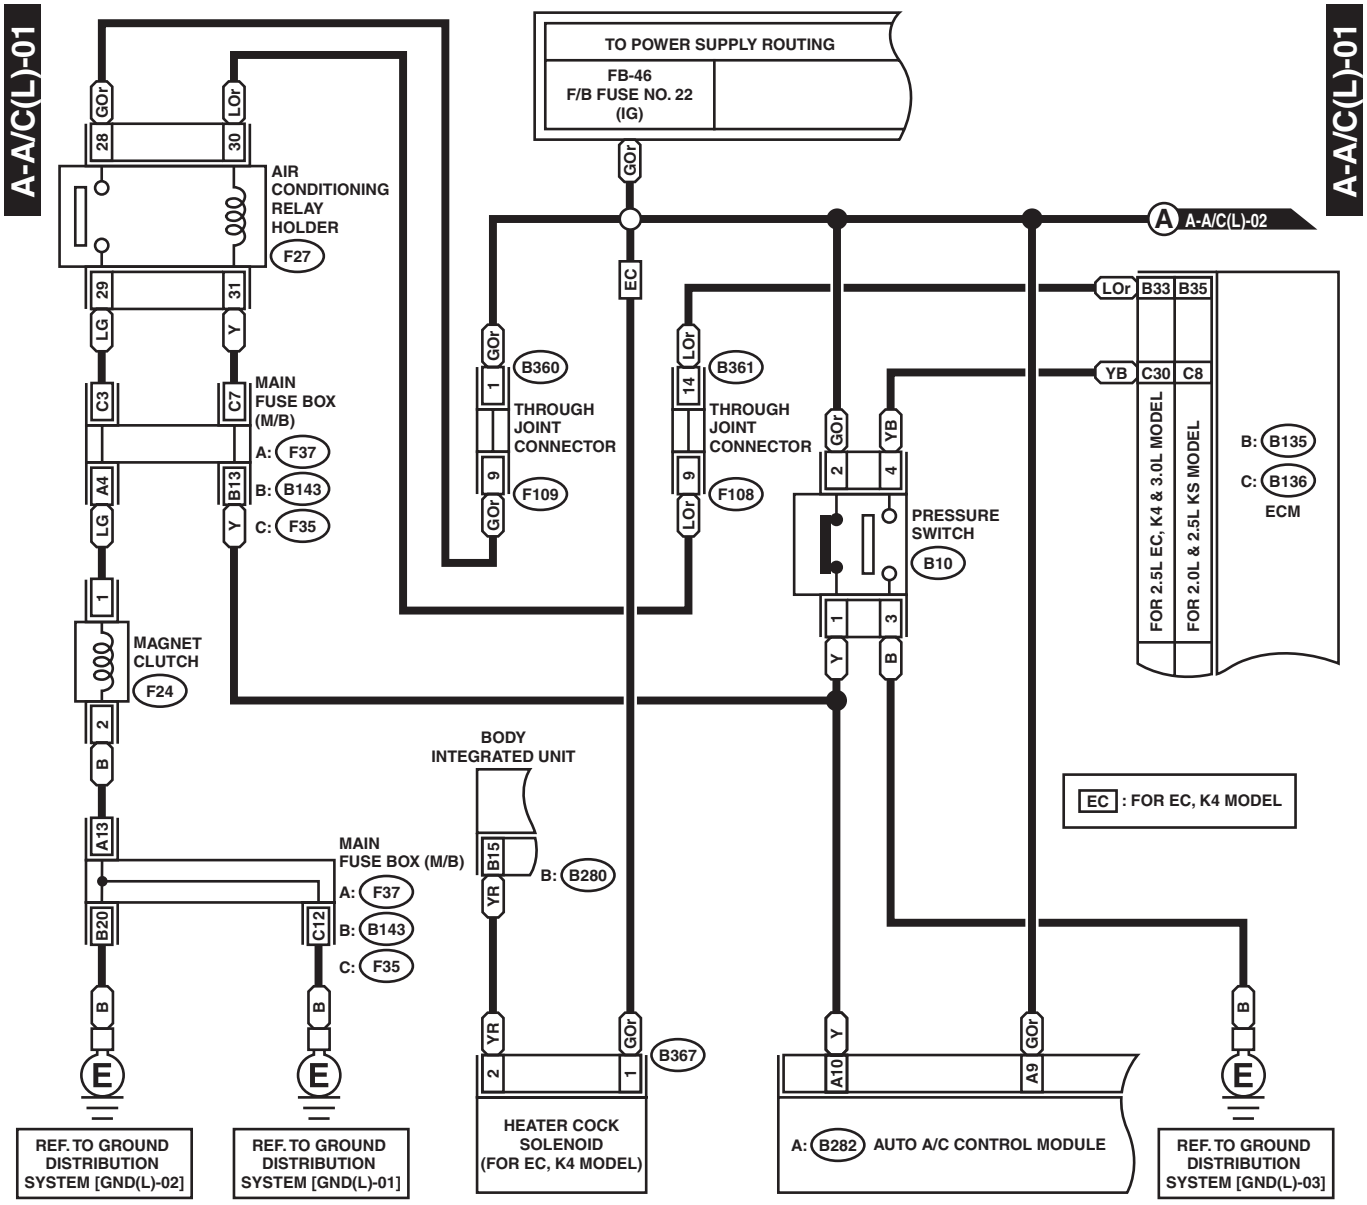 A-A/C(L)-01
A-A/C(L)-01
TO POWER SUPPLY ROUTING
FB-46
F/B FUSE NO. 22
(IG)
GOr
GOr
LOr
28
30
AIR
CONDITIONING
RELAY
HOLDER
F27
29
31
LG
Y
C3
C7
MAIN
FUSE BOX
(M/B)
A: F37
B: B143
C: F35
A4
B13
LG
Y
1
MAGNET
CLUTCH
F24
2
B
A13
MAIN
FUSE BOX (M/B)
A: F37
B: B143
C: F35
B20
C12
B
B
E
E
REF. TO GROUND
DISTRIBUTION
SYSTEM [GND(L)-02]
REF. TO GROUND
DISTRIBUTION
SYSTEM [GND(L)-01]
A
A-A/C(L)-02
EC
GOr
B360
1
THROUGH
JOINT
CONNECTOR
9
F109
GOr
LOr
B361
14
THROUGH
JOINT
CONNECTOR
9
F108
LOr
GOr
YB
2
4
PRESSURE
SWITCH
B10
1
3
Y
B
LOr
B33
B35
YB
C30
C8
FOR 2.5L EC, K4 & 3.0L MODEL
FOR 2.0L & 2.5L KS MODEL
B: B135
C: B136
ECM
EC : FOR EC, K4 MODEL
BODY
INTEGRATED UNIT
B15
B: B280
YR
YR
GOr
B367
2
1
HEATER COCK
SOLENOID
(FOR EC, K4 MODEL)
Y
GOr
A10
A9
A: B282 AUTO A/C CONTROL MODULE
B
E
REF. TO GROUND
DISTRIBUTION
SYSTEM [GND(L)-03]